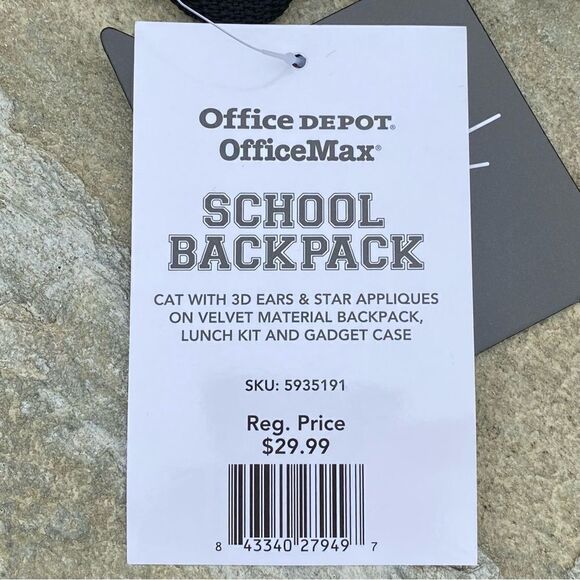 Office DEPOT®
OfficeMax®
SCHOOL
BACKPACK
CAT WITH 3D EARS & STAR APPLIQUES
ON VELVET MATERIAL BACKPACK,
LUNCH KIT AND GADGET CASE
SKU: 5935191
Reg. Price
$29.99
8 43340 27949 7